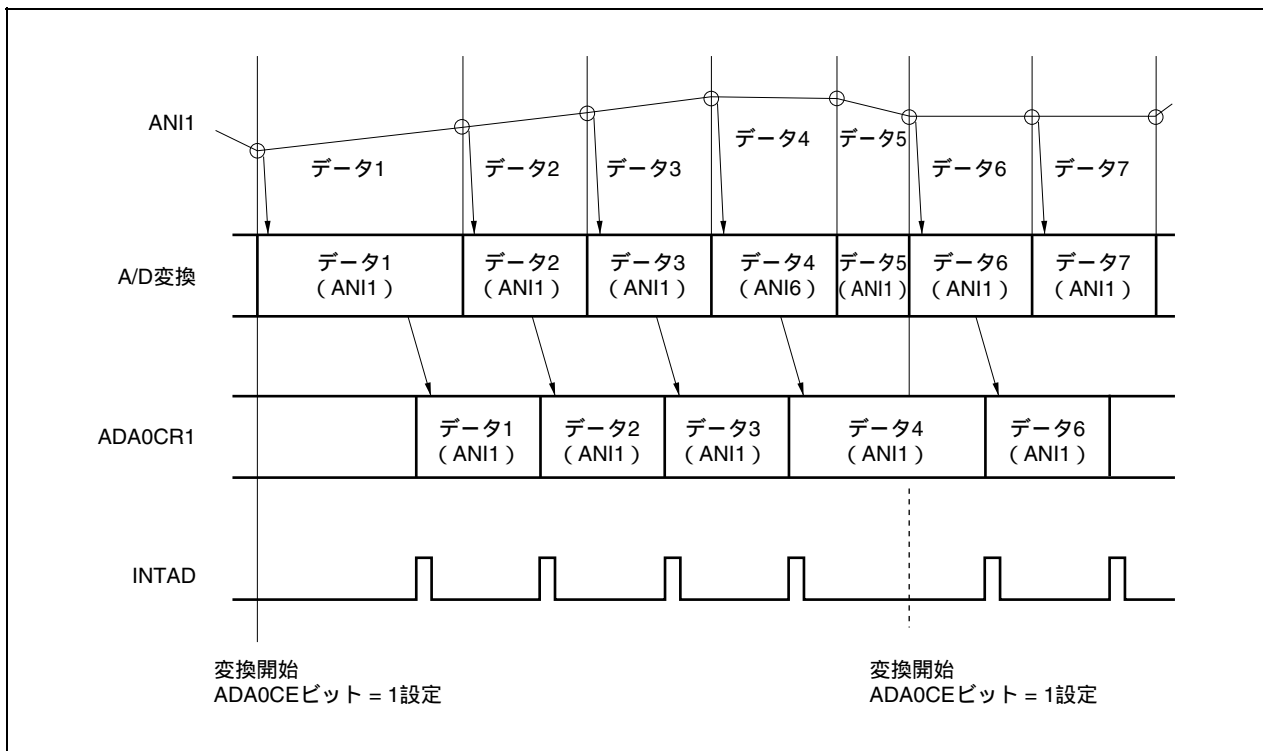 ANI1
データ1
データ2
データ3
データ4
データ5
データ6
データ7
A/D変換
データ1
( ANI1 )
データ2
( ANI1 )
データ3
( ANI1 )
データ4
( ANI6 )
データ5
( ANI1 )
データ6
( ANI1 )
データ7
( ANI1 )
ADA0CR1
データ1
( ANI1 )
データ2
( ANI1 )
データ3
( ANI1 )
データ4
( ANI1 )
データ6
( ANI1 )
INTAD
変換開始
ADA0CEビット = 1設定
変換開始
ADA0CEビット = 1設定